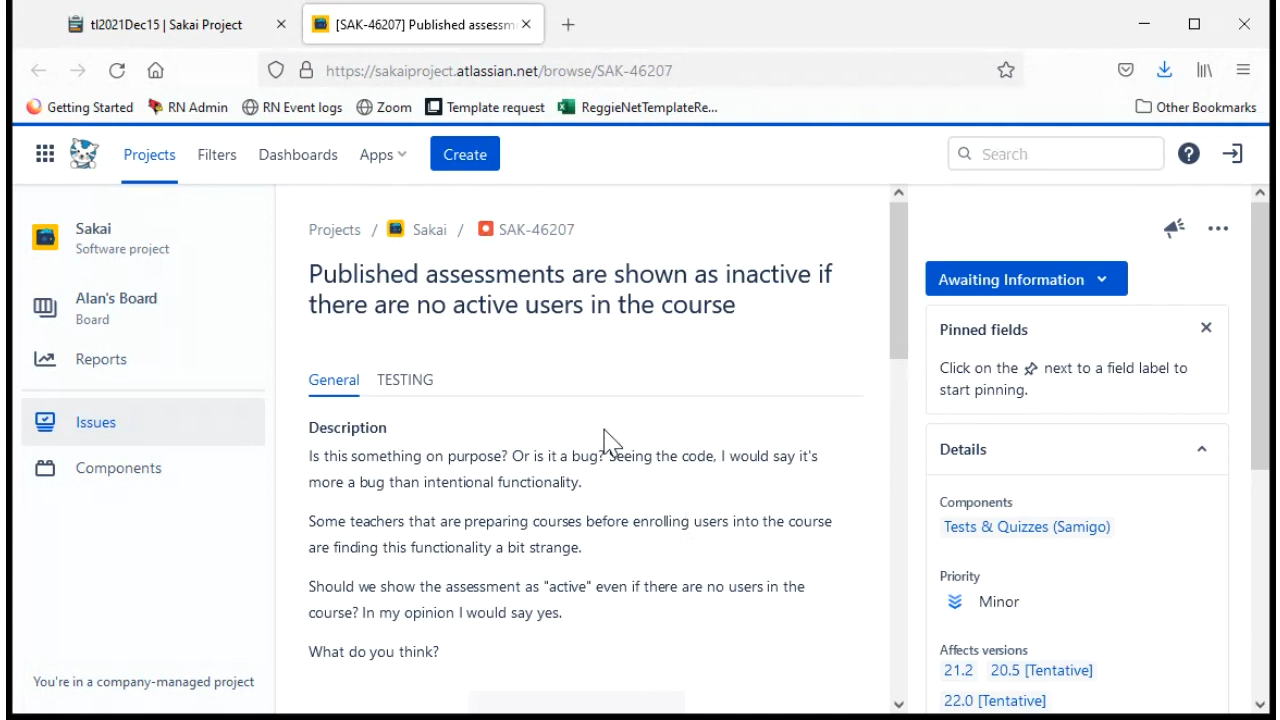 tl2021Dec15 | Sakai Project
[SAK-46207] Published assessm
https://sakaiproject.atlassian.net/browse/SAK-46207
Getting Started
RN Admin
RN Event logs
Zoom
Template request
ReggieNetTemplateRe...
Other Bookmarks
Projects
Filters
Dashboards
Apps
Create
Search
Sakai
Software project
Alan's Board
Board
Reports
Issues
Components
You're in a company-managed project
Projects / Sakai / SAK-46207
Published assessments are shown as inactive if
there are no active users in the course
General
TESTING
Description
Is this something on purpose? Or is it a bug? Seeing the code, I would say it's
more a bug than intentional functionality.
Some teachers that are preparing courses before enrolling users into the course
are finding this functionality a bit strange.
Should we show the assessment as "active" even if there are no users in the
course? In my opinion I would say yes.
What do you think?
Awaiting Information
Pinned fields
Click on the next to a field label to
start pinning.
Details
Components
Tests & Quizzes (Samigo)
Priority
Minor
Affects versions
21.2 20.5 [Tentative]
22.0 [Tentative]